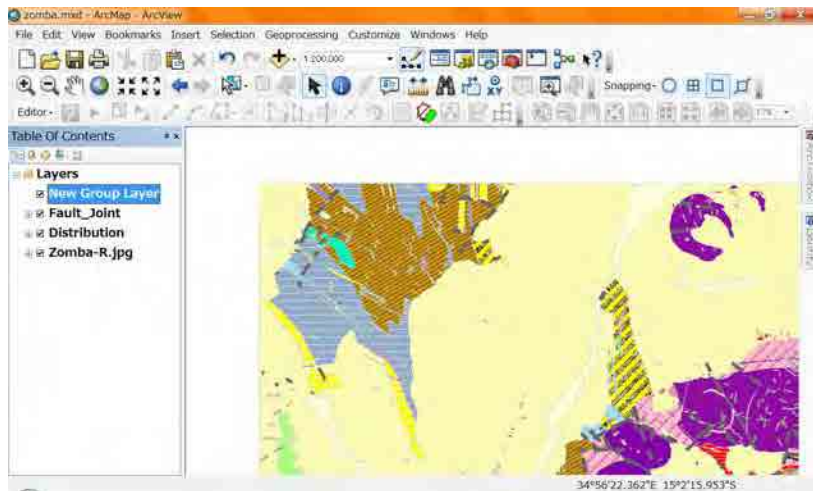 zomba.mxd - ArcMap - ArcView
File Edit View Bookmarks Insert Selection Geoprocessing Customize Windows Help
1:200,000
Snapping
Editor
Table Of Contents
Layers
New Group Layer
Fault_Joint
Distribution
Zomba-R.jpg
34°56'22.362"E 15°2'15.953"S